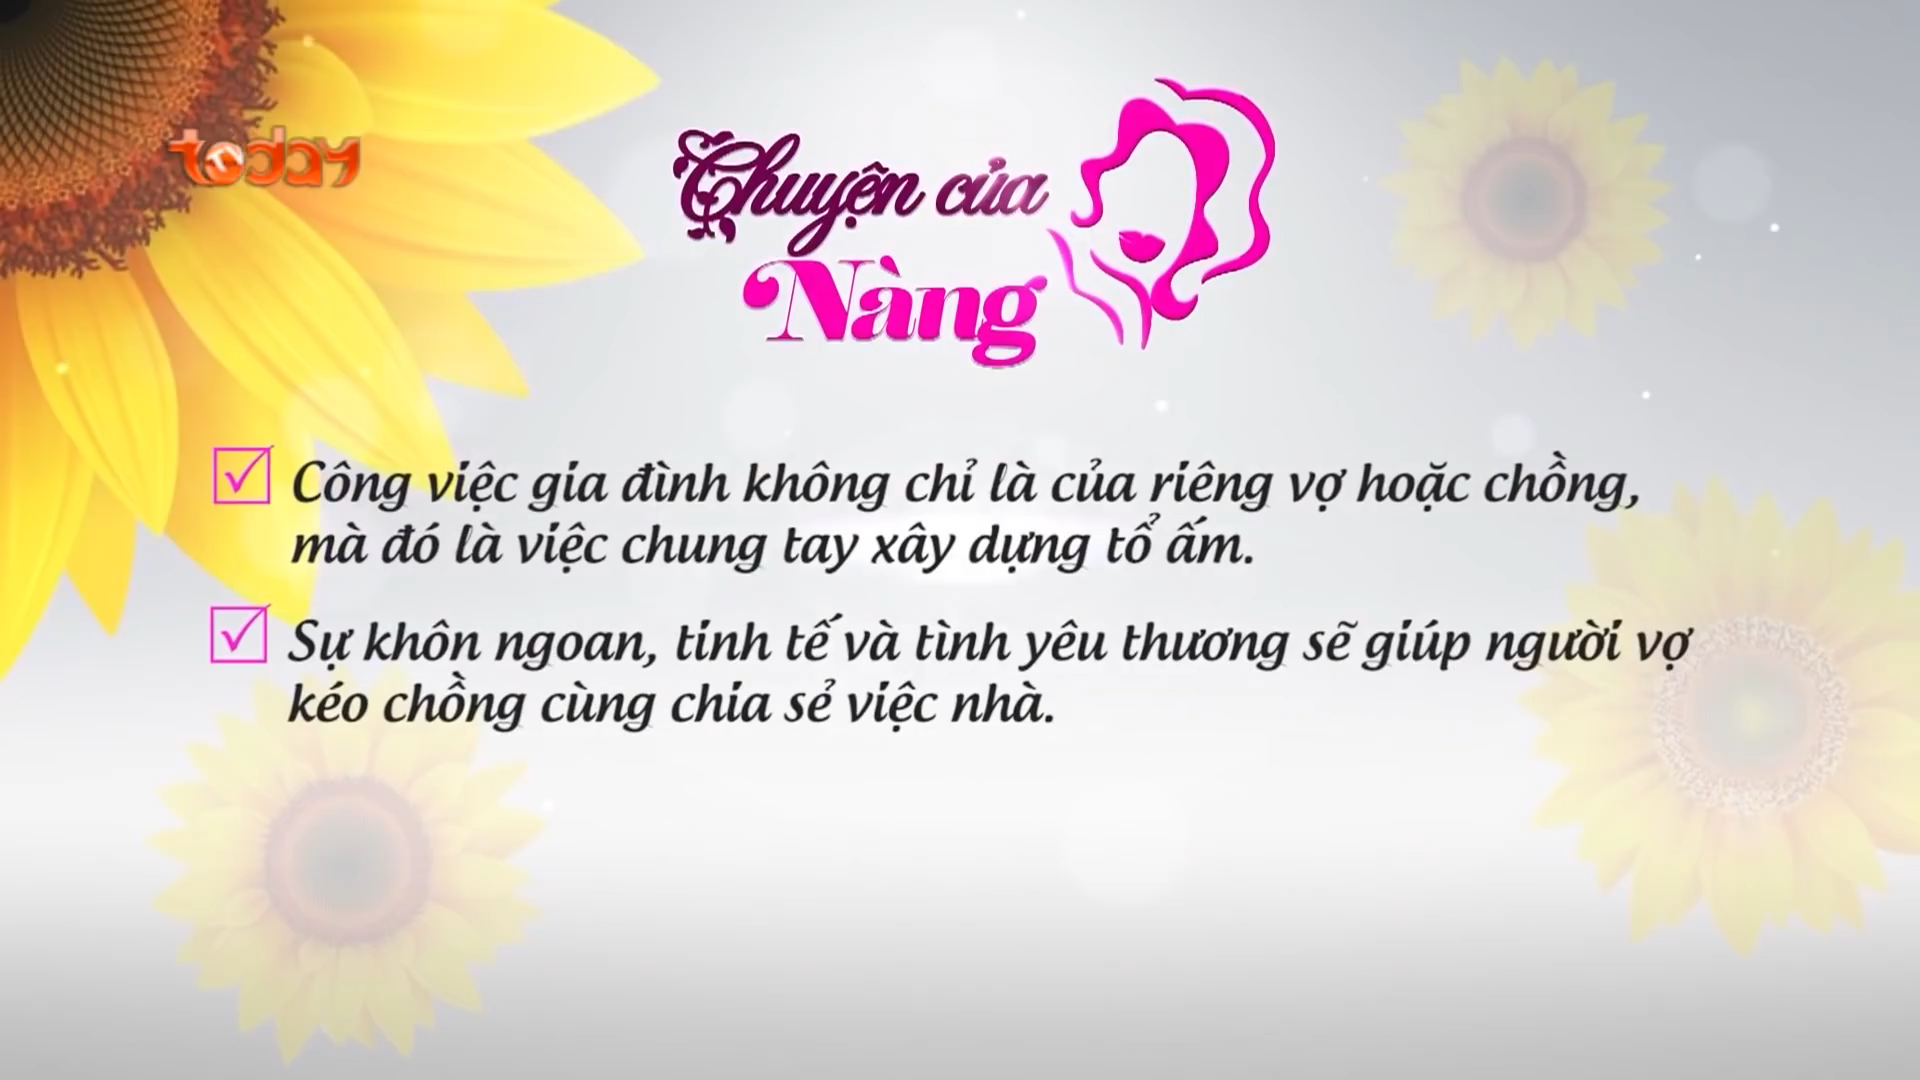 today
Chuyện của
Nàng
Công việc gia đình không chỉ là của riêng vợ hoặc chồng,
mà đó là việc chung tay xây dựng tổ ấm.
Sự khôn ngoan, tinh tế và tình yêu thương sẽ giúp người vợ
kéo chồng cùng chia sẻ việc nhà.